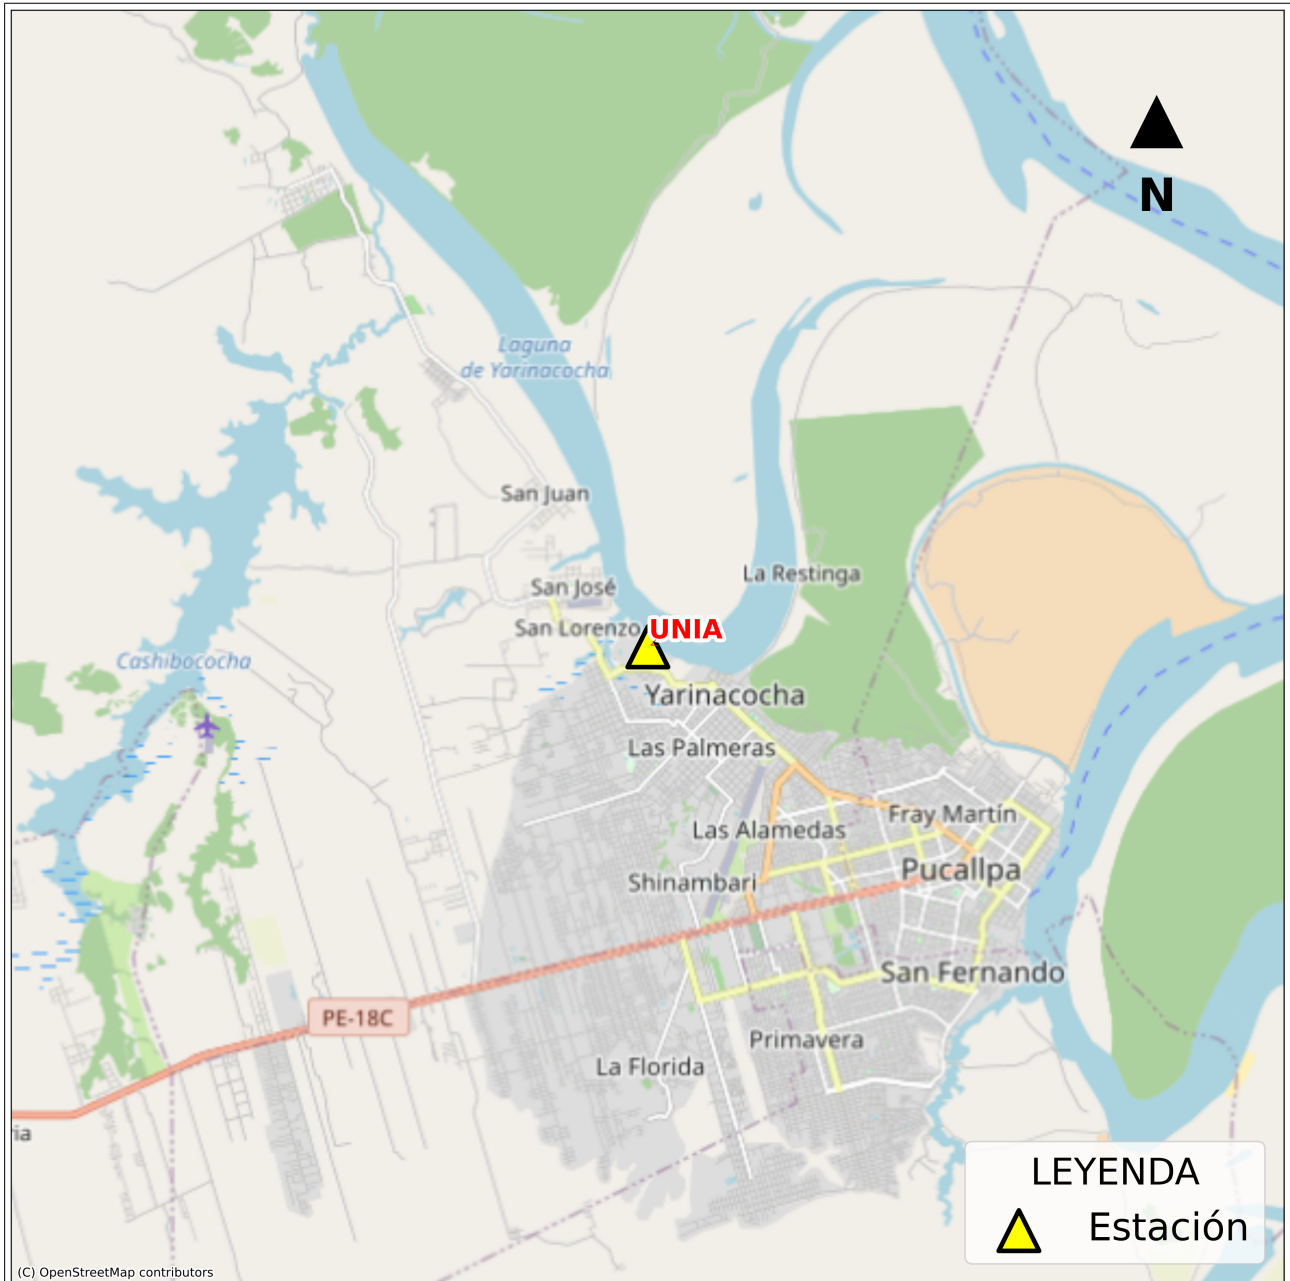 N
Laguna
de Yarinacocha
San Juan
La Restinga
San José
San Lorenzo
UNIA
Cashibococha
Yarinacocha
Las Palmeras
Fray Martín
Las Alamedas
Pucallpa
Shinambari
San Fernando
PE-18C
Primavera
La Florida
ia
LEYENDA
Estación
(C) OpenStreetMap contributors